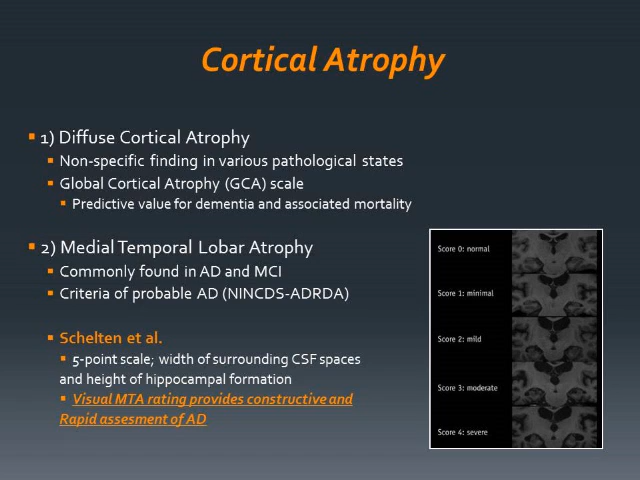 Cortical Atrophy
1) Diffuse Cortical Atrophy
Non-specific finding in various pathological states
Global Cortical Atrophy (GCA) scale
Predictive value for dementia and associated mortality
2) Medial Temporal Lobar Atrophy
Commonly found in AD and MCI
Criteria of probable AD (NINCDS-ADRDA)
Schelten et al.
5-point scale; width of surrounding CSF spaces
and height of hippocampal formation
Visual MTA rating provides constructive and
Rapid assesment of AD
Score 0: normal
Score 1: minimal
Score 2: mild
Score 3: moderate
Score 4: severe